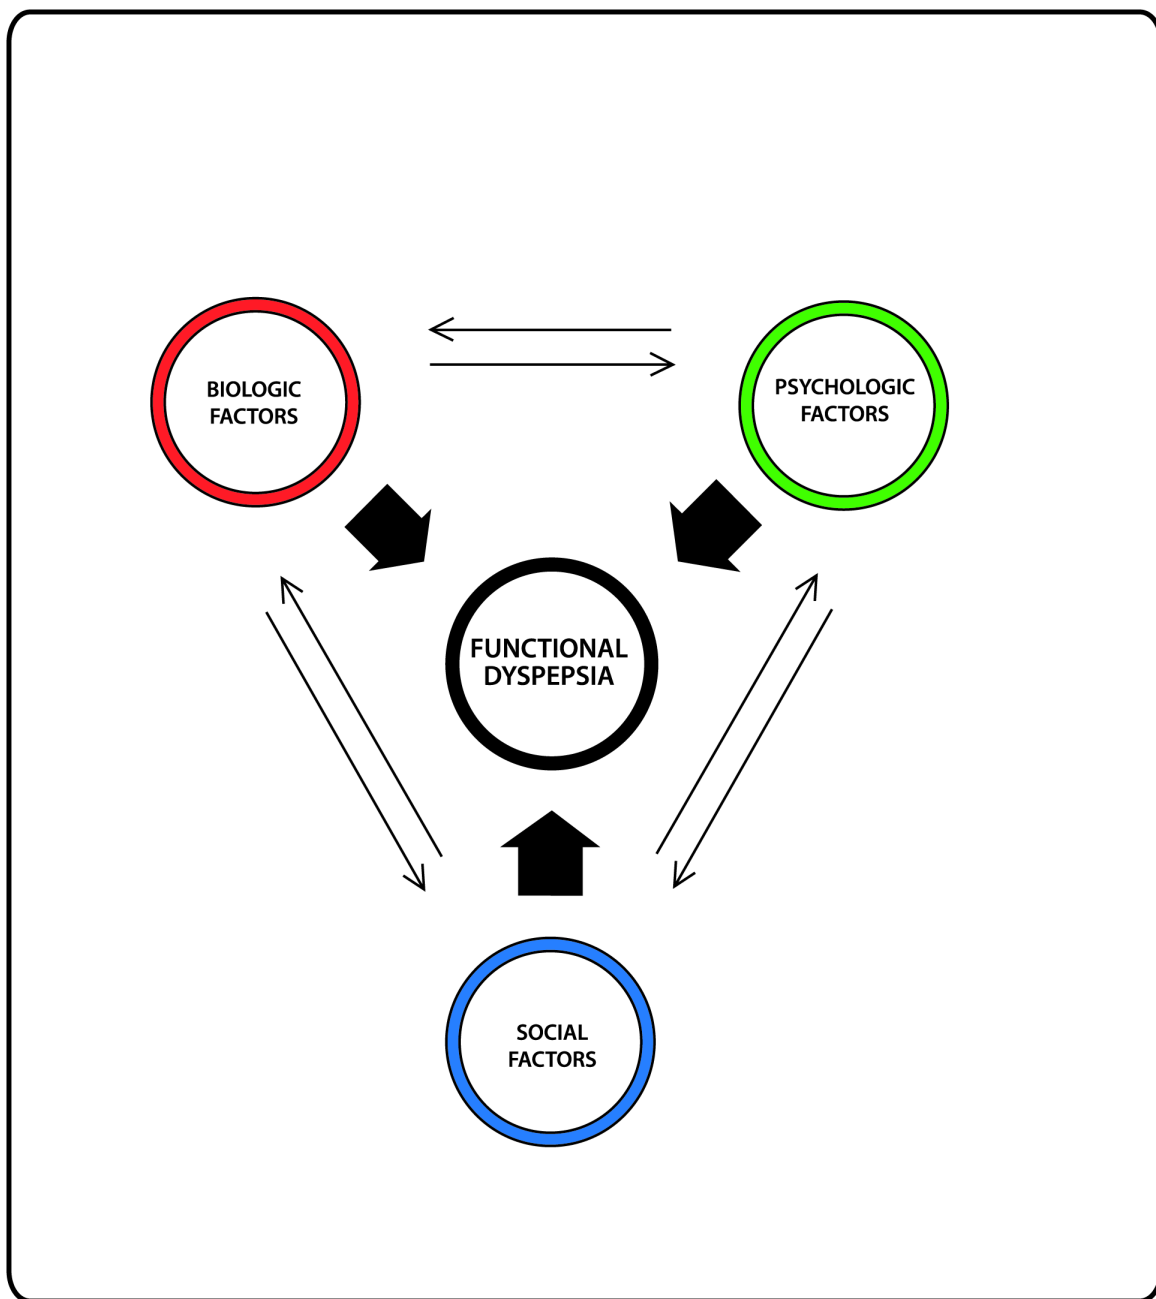 BIOLOGIC
FACTORS
PSYCHOLOGIC
FACTORS
FUNCTIONAL
DYSPEPSIA
SOCIAL
FACTORS